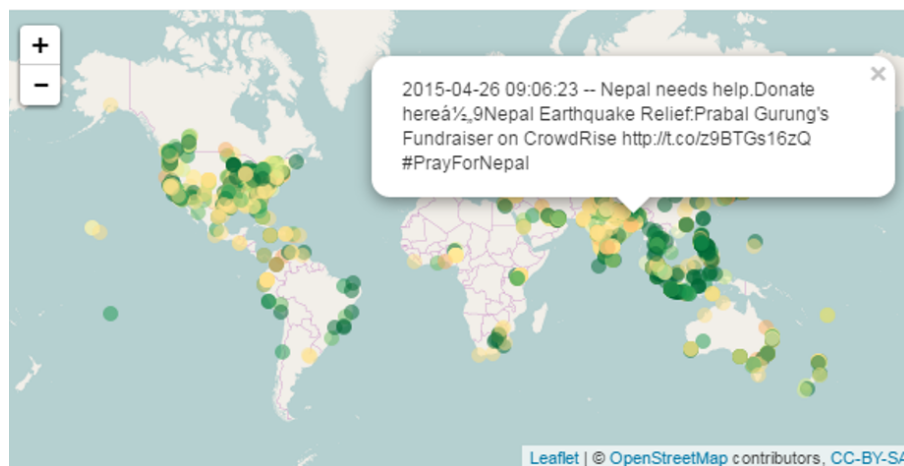 +
−
2015-04-26 09:06:23 -- Nepal needs help.Donate
hereá½„9Nepal Earthquake Relief:Prabal Gurung's
Fundraiser on CrowdRise http://t.co/z9BTGs16zQ
#PrayForNepal
×
Leaflet | © OpenStreetMap contributors, CC-BY-SA